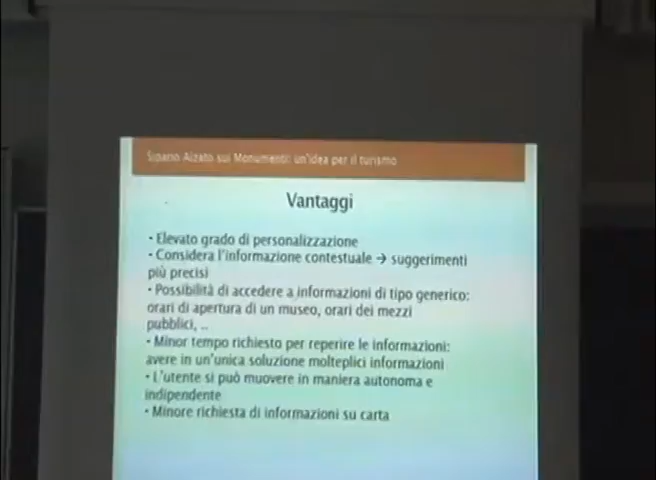 Sipario Alzato sui Monumenti: un'idea per il turismo
Vantaggi
• Elevato grado di personalizzazione
• Considera l'informazione contestuale → suggerimenti
più precisi
• Possibilità di accedere a informazioni di tipo generico:
orari di apertura di un museo, orari dei mezzi
pubblici, ..
• Minor tempo richiesto per reperire le informazioni:
avere in un'unica soluzione molteplici informazioni
• L'utente si può muovere in maniera autonoma e
indipendente
• Minore richiesta di informazioni su carta